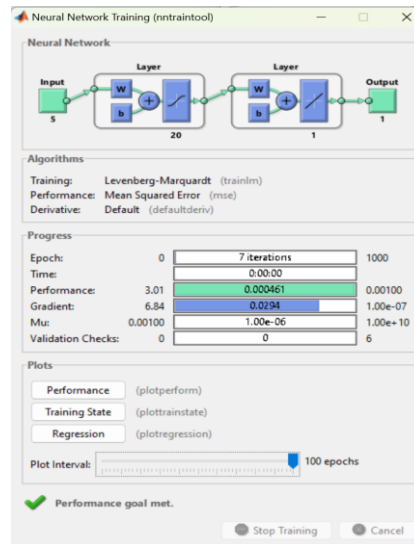 Neural Network Training (nntraintool)
Neural Network
Layer Layer
Input Output
W W
b b
5 1
20 1
Algorithms
Training: Levenberg-Marquardt (trainlm)
Performance: Mean Squared Error (mse)
Derivative: Default (defaultderiv)
Progress
Epoch: 0 7 iterations 1000
Time: 0:00:00
Performance: 3.01 0.000461 0.00100
Gradient: 6.84 0.0294 1.00e-07
Mu: 0.00100 1.00e-06 1.00e+10
Validation Checks: 0 0 6
Plots
Performance (plotperform)
Training State (plottrainstate)
Regression (plotregression)
Plot Interval: 100 epochs
Performance goal met.
Stop Training Cancel